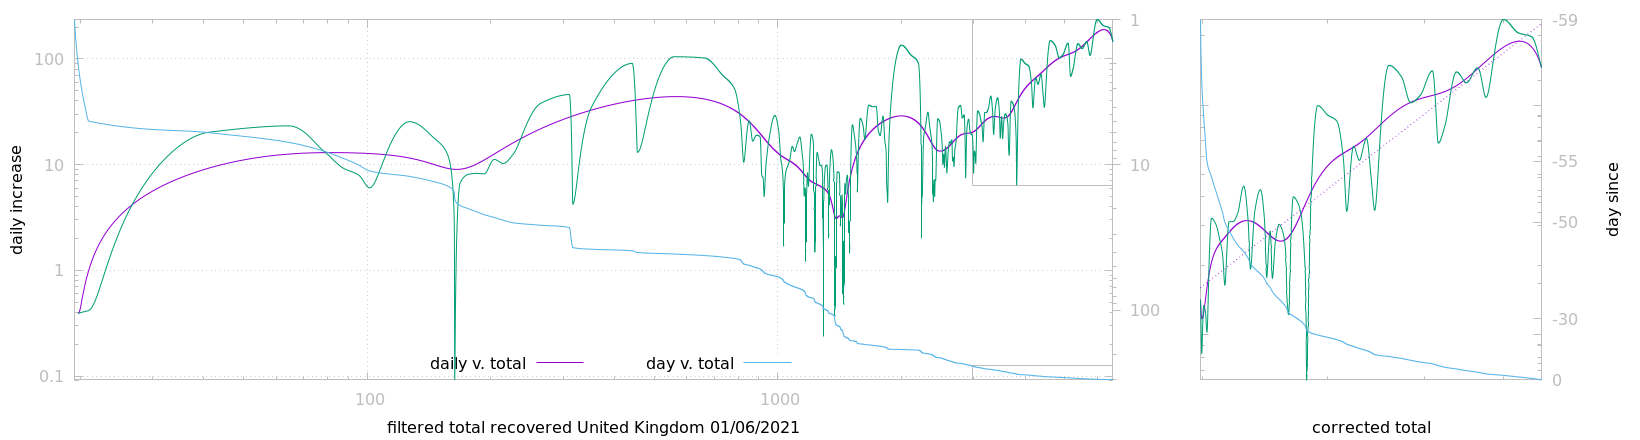 daily increase
100
10
1
0.1
daily v. total
day v. total
100
1000
filtered total recovered United Kingdom 01/06/2021
1
10
100
corrected total
-59
-55
-50
-30
0
day since